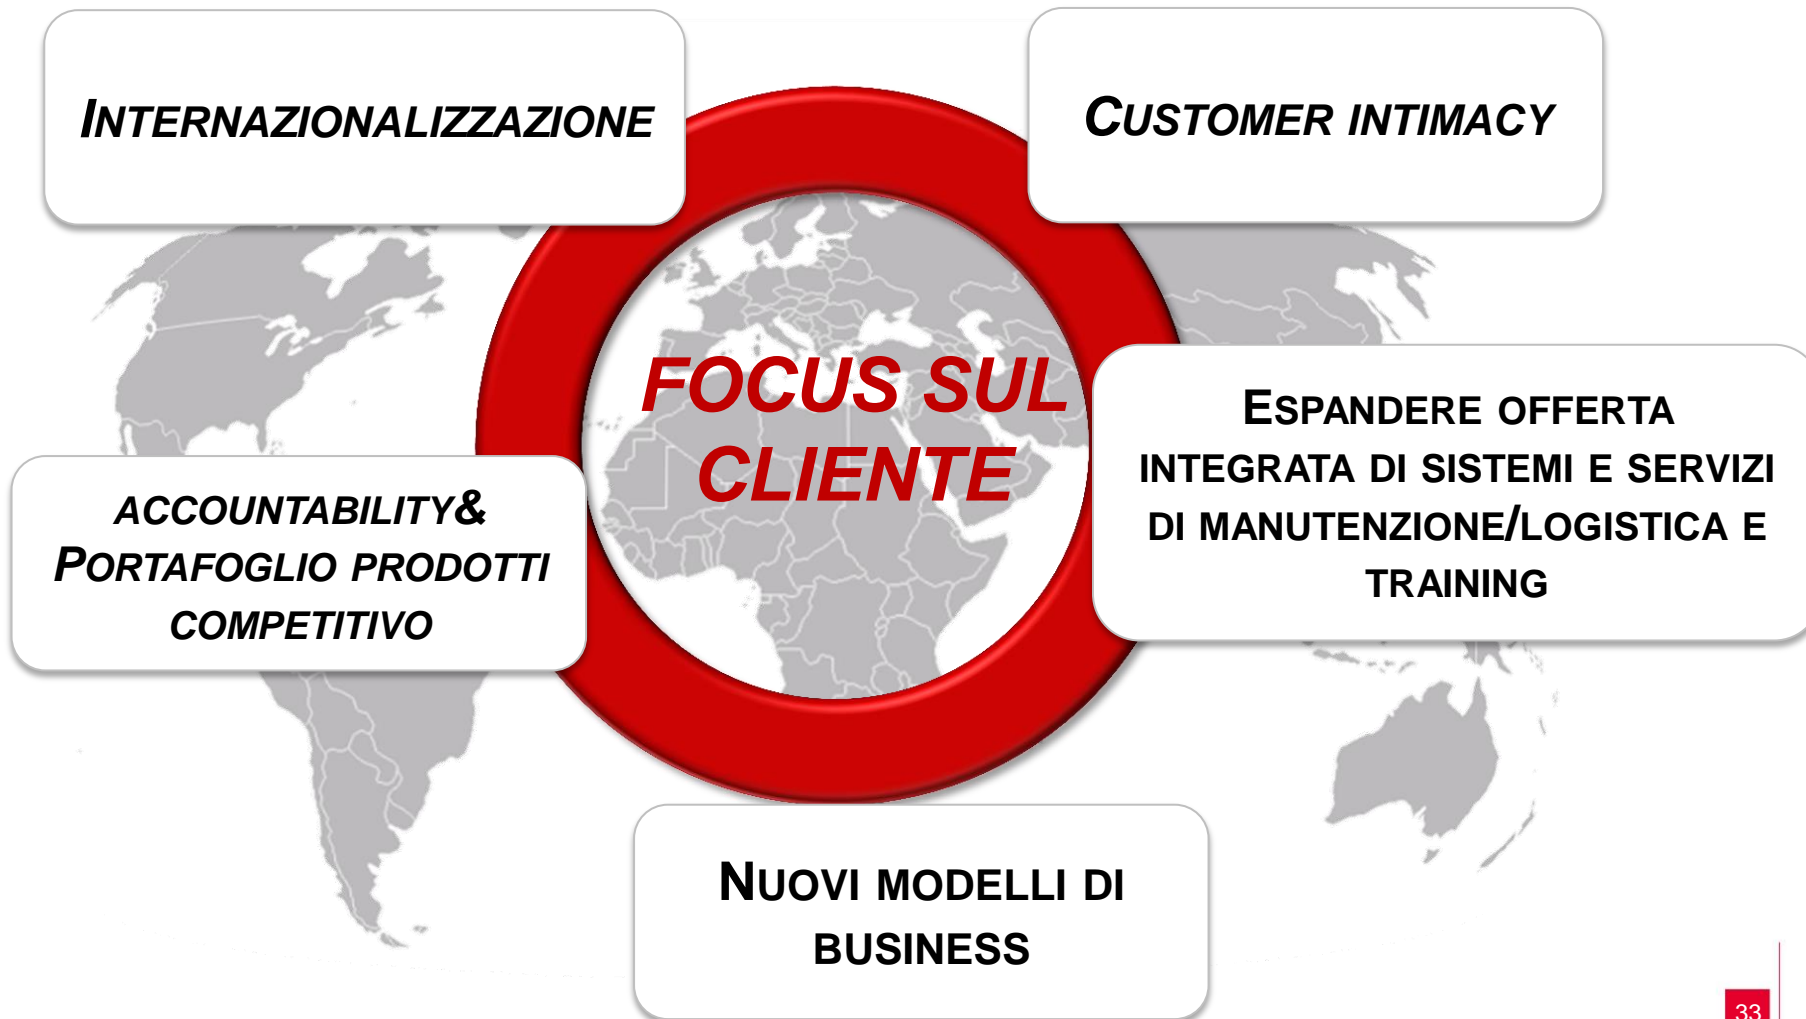 INTERNAZIONALIZZAZIONE
CUSTOMER INTIMACY
FOCUS SUL
CLIENTE
ESPANDERE OFFERTA
INTEGRATA DI SISTEMI E SERVIZI
DI MANUTENZIONE/LOGISTICA E
TRAINING
ACCOUNTABILITY&
PORTAFOGLIO PRODOTTI
COMPETITIVO
NUOVI MODELLI DI
BUSINESS
33